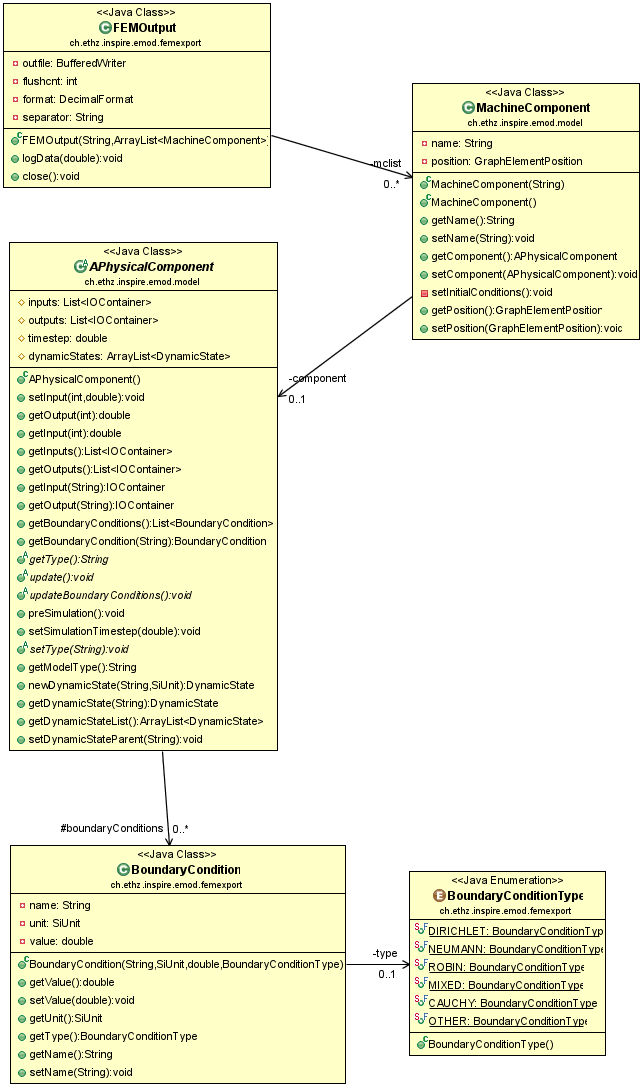 <<Java Class>>
FEMOutput
ch.ethz.inspire.emod.femexport
outfile: BufferedWriter
flushcnt: int
format: DecimalFormat
separator: String
FEMOutput(String,ArrayList<MachineComponent>)
logData(double):void
close():void
-mclist
0..*
<<Java Class>>
MachineComponent
ch.ethz.inspire.emod.model
name: String
position: GraphElementPosition
MachineComponent(String)
MachineComponent()
getName():String
setName(String):void
getComponent():APhysicalComponent
setComponent(APhysicalComponent):void
setInitialConditions():void
getPosition():GraphElementPosition
setPosition(GraphElementPosition):void
<<Java Class>>
APhysicalComponent
ch.ethz.inspire.emod.model
inputs: List<IOContainer>
outputs: List<IOContainer>
timestep: double
dynamicStates: ArrayList<DynamicState>
APhysicalComponent()
setInput(int,double):void
getOutput(int):double
getInput(int):double
getInputs():List<IOContainer>
getOutputs():List<IOContainer>
getInput(String):IOContainer
getOutput(String):IOContainer
getBoundaryConditions():List<BoundaryCondition>
getBoundaryCondition(String):BoundaryCondition
getType():String
update():void
updateBoundaryConditions():void
preSimulation():void
setSimulationTimestep(double):void
setType(String):void
getModelType():String
newDynamicState(String,SiUnit):DynamicState
getDynamicState(String):DynamicState
getDynamicStateList():ArrayList<DynamicState>
setDynamicStateParent(String):void
-component
0..1
#boundaryConditions
0..*
<<Java Class>>
BoundaryCondition
ch.ethz.inspire.emod.femexport
name: String
unit: SiUnit
value: double
BoundaryCondition(String,SiUnit,double,BoundaryConditionType)
getValue():double
setValue(double):void
getUnit():SiUnit
getType():BoundaryConditionType
getName():String
setName(String):void
-type
0..1
<<Java Enumeration>>
BoundaryConditionType
ch.ethz.inspire.emod.femexport
DIRICHLET: BoundaryConditionTyp
NEUMANN: BoundaryConditionTyp
ROBIN: BoundaryConditionType
MIXED: BoundaryConditionType
CAUCHY: BoundaryConditionType
OTHER: BoundaryConditionType
BoundaryConditionType()